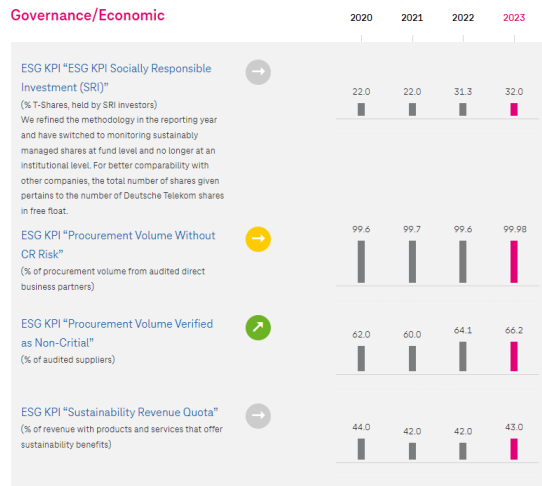 Governance/Economic
2020 2021 2022 2023
ESG KPI “ESG KPI Socially Responsible
Investment (SRI)”
(% T-Shares, held by SRI investors)
We refined the methodology in the reporting year
and have switched to monitoring sustainably
managed shares at fund level and no longer at an
institutional level. For better comparability with
other companies, the total number of shares given
pertains to the number of Deutsche Telekom shares
in free float.
22.0 22.0 31.3 32.0
ESG KPI “Procurement Volume Without
CR Risk”
(% of procurement volume from audited direct
business partners)
99.6 99.7 99.6 99.98
ESG KPI “Procurement Volume Verified
as Non-Critial”
(% of audited suppliers)
62.0 60.0 64.1 66.2
ESG KPI “Sustainability Revenue Quota”
(% of revenue with products and services that offer
sustainability benefits)
44.0 42.0 42.0 43.0